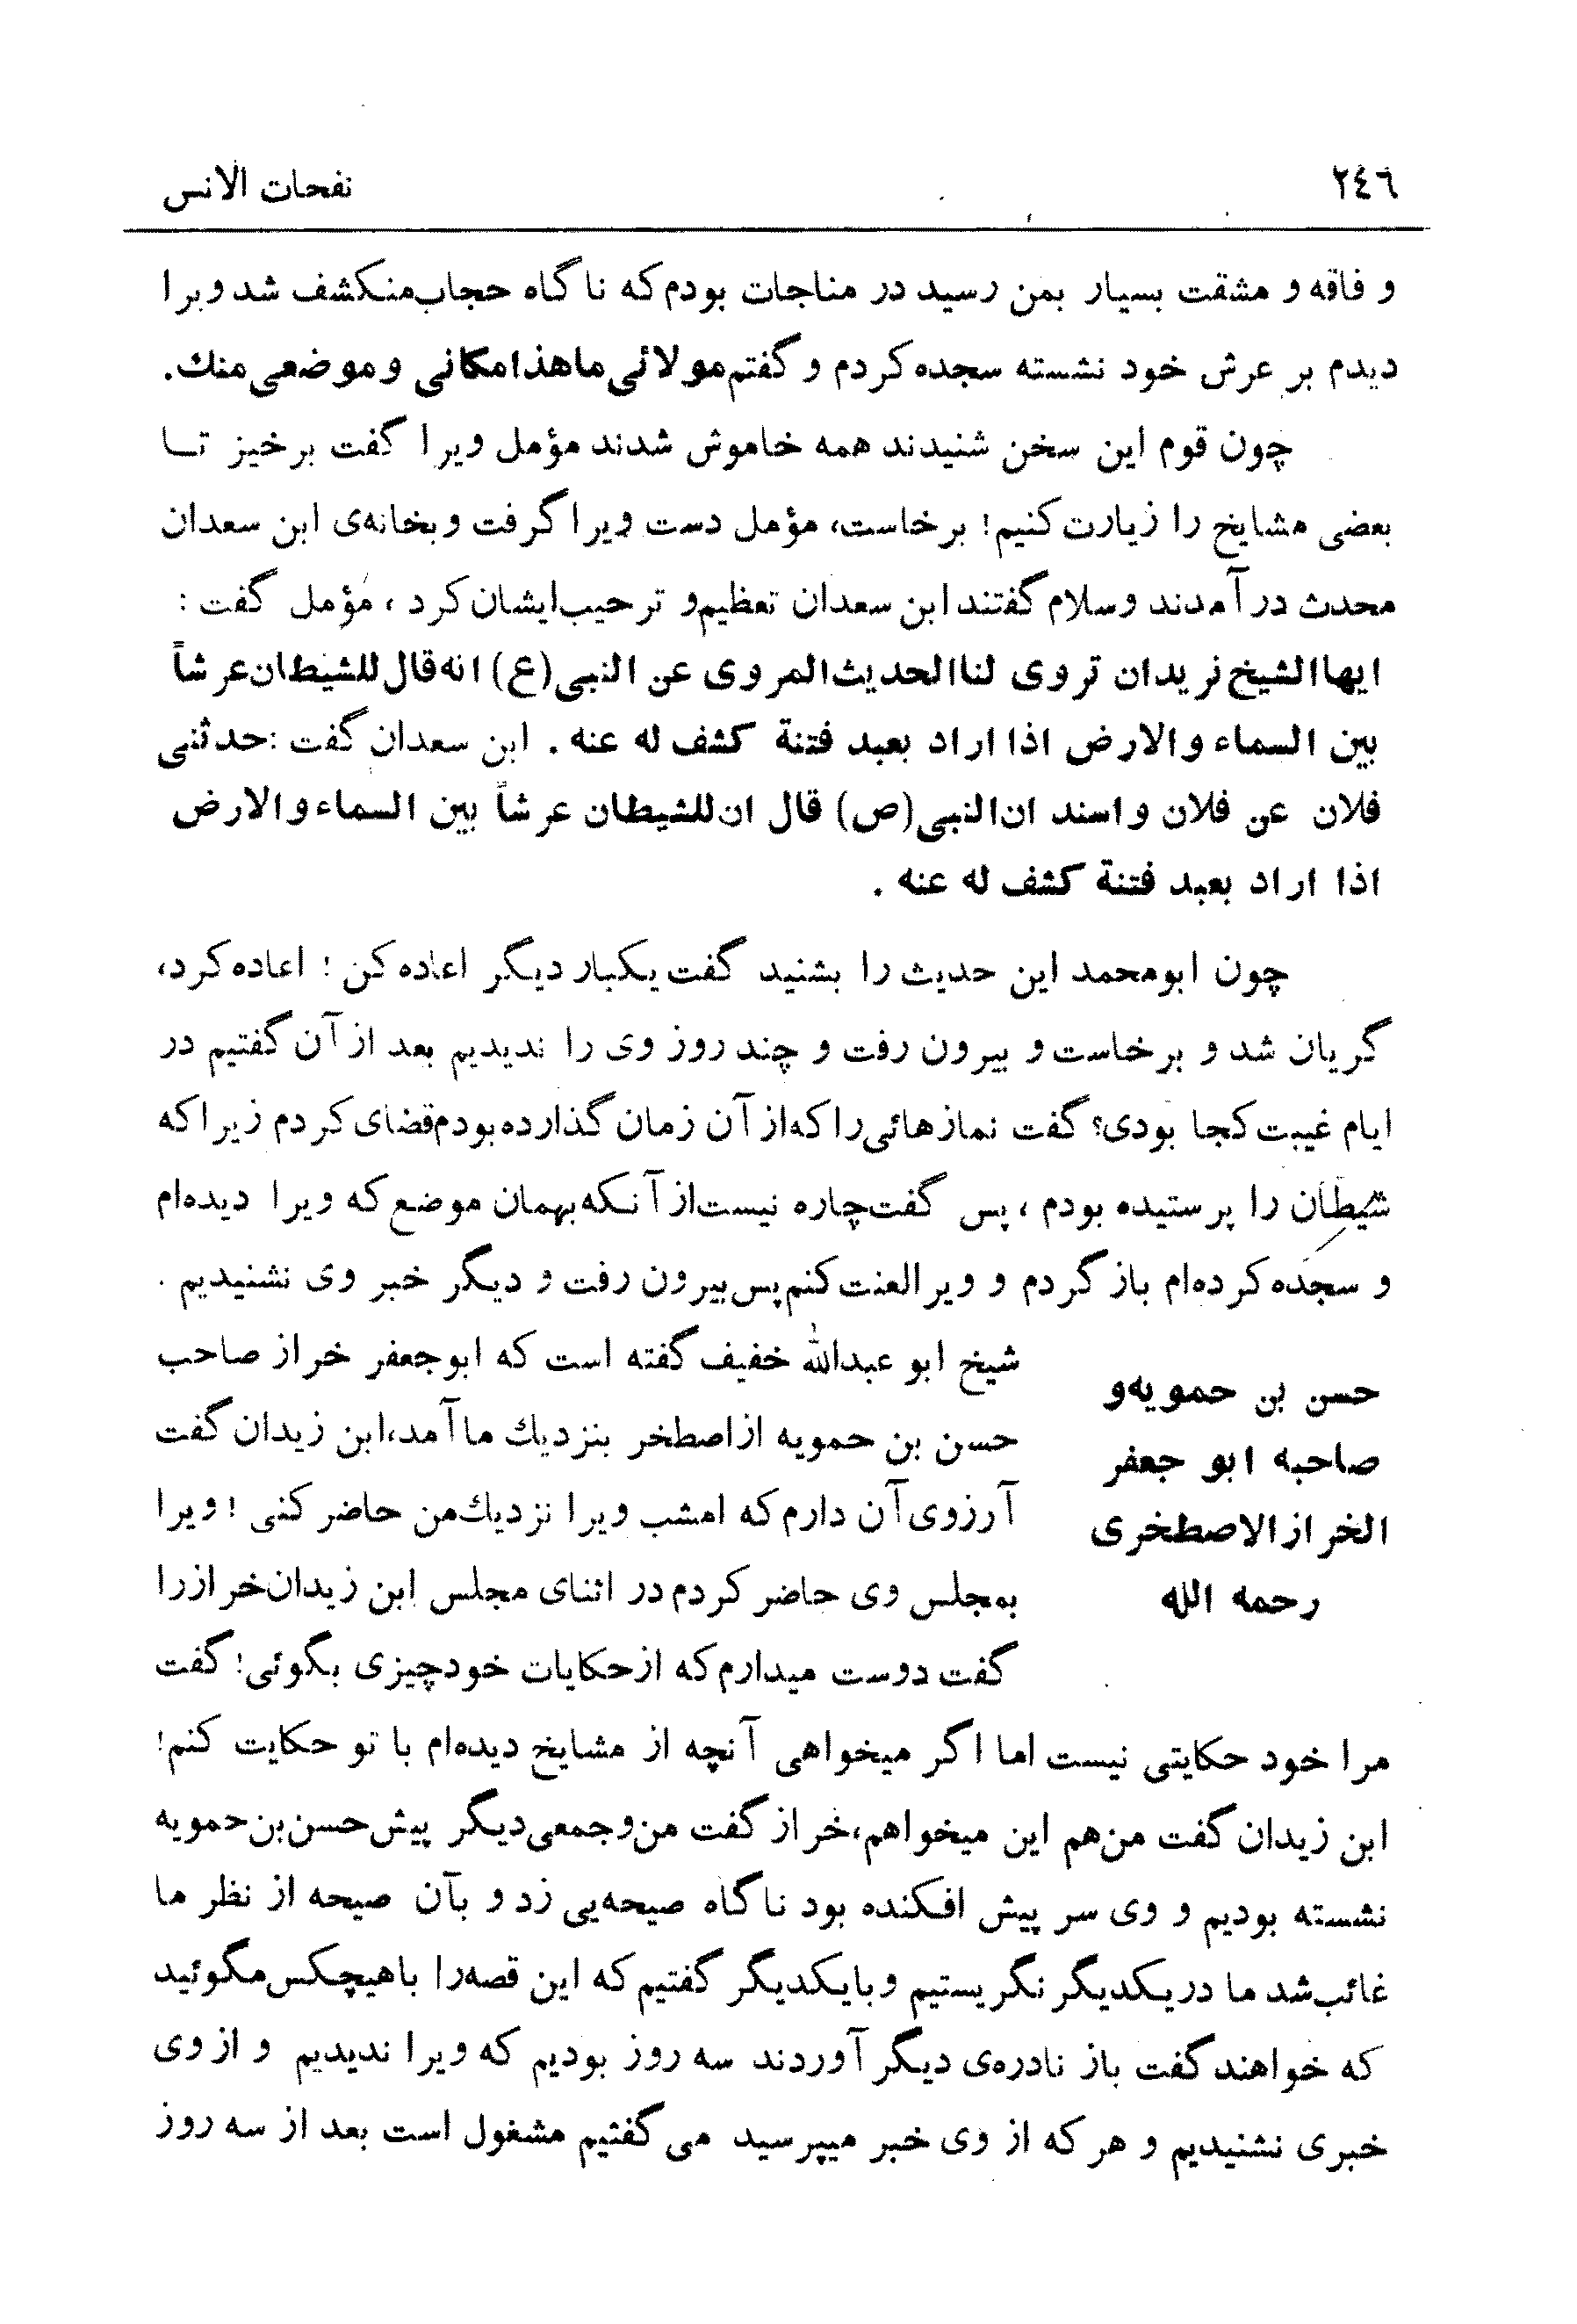 ٢٤٦
نفحات الانس
و فاقه و مشقت بسیار بمن رسید در مناجات بودم که ناگاه حجاب منکشف شد ویرا
دیدم بر عرش خود نشسته سجده کردم و گفتم مولائی ماهذا مکانی و موضعی منك.
چون قوم این سخن شنیدند همه خاموش شدند مؤمل ویرا گفت برخیز تا
بعضی مشایخ را زیارت کنیم! برخاست، مؤمل دست ویرا گرفت و بخانه‌ی ابن سعدان
محدث درآمدند وسلام گفتند ابن سعدان تعظیم و ترحیب ایشان کرد ، مؤمل گفت :
ایها الشیخ نریدان تروی لنا الحدیث المروی عن النبی (ع) انه قال للشیطان عرشاً
بین السماء والارض اذا اراد بعبد فتنة کشف له عنه . ابن سعدان گفت :حدثنی
فلان عن فلان و اسند ان النبی (ص) قال ان للشیطان عرشاً بین السماء والارض
اذا اراد بعبد فتنة کشف له عنه .
چون ابومحمد این حدیث را بشنید گفت یکبار دیگر اعاده کن ! اعاده کرد،
گریان شد و برخاست و بیرون رفت و چند روز وی را ندیدیم بعد از آن گفتیم در
ایام غیبت کجا بودی؟ گفت نمازهائی را که از آن زمان گذارده بودم قضای کردم زیرا که
شیطان را پرستیده بودم ، پس گفت چاره نیست از آنکه بهمان موضع که ویرا دیده‌ام
و سجده کرده‌ام بازگردم و ویرا لعنت کنم پس بیرون رفت و دیگر خبر وی نشنیدیم .
حسن بن حمویه و
صاحبه ابو جعفر
الخراز الاصطخری
رحمه الله
شیخ ابو عبدالله خفیف گفته است که ابوجعفر خراز صاحب
حسن بن حمویه از اصطخر بنزدیك ما آمد، ابن زیدان گفت
آرزوی آن دارم که امشب ویرا نزدیك من حاضر کنی ! ویرا
بمجلس وی حاضر کردم در اثنای مجلس ابن زیدان خراز را
گفت دوست میدارم که از حکایات خود چیزی بگوئی! گفت
مرا خود حکایتی نیست اما اگر میخواهی آنچه از مشایخ دیده‌ام با تو حکایت کنم!
ابن زیدان گفت من هم این میخواهم، خراز گفت من و جمعی دیگر پیش حسن بن حمویه
نشسته بودیم و وی سر پیش افکنده بود ناگاه صیحه‌یی زد و بآن صیحه از نظر ما
غائب شد ما در یکدیگر نگریستیم و با یکدیگر گفتیم که این قصه را با هیچکس مگوئید
که خواهند گفت باز نادره‌ی دیگر آوردند سه روز بودیم که ویرا ندیدیم و از وی
خبری نشنیدیم و هر که از وی خبر میپرسید می گفتیم مشغول است بعد از سه روز